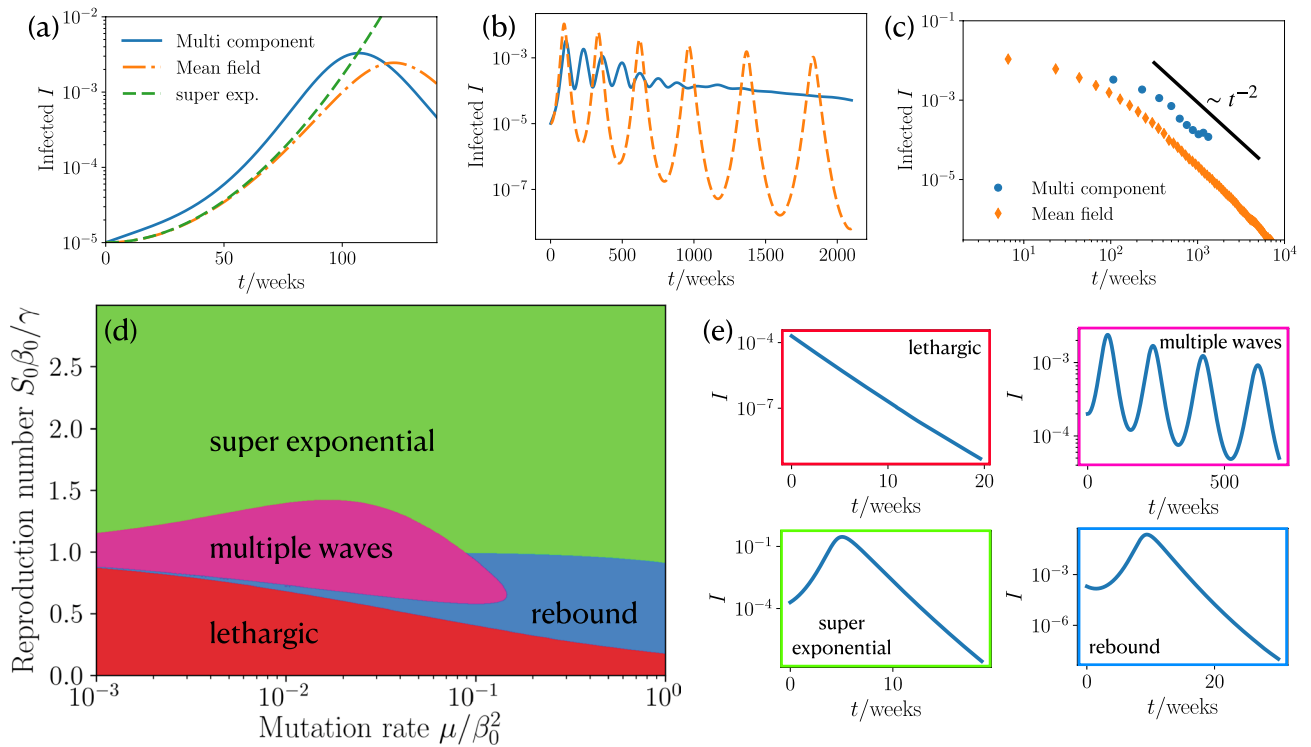 (a)
Multi component
Mean field
super exp.
10^{-2}
10^{-3}
10^{-4}
10^{-5}
Infected I
0
50
100
t/weeks
(b)
10^{-3}
10^{-5}
10^{-7}
Infected I
0
500
1000
1500
2000
t/weeks
(c)
~ t^{-2}
Multi component
Mean field
10^{-1}
10^{-3}
10^{-5}
Infected I
10^1
10^2
10^3
10^4
t/weeks
(d)
super exponential
multiple waves
rebound
lethargic
2.5
2.0
1.5
1.0
0.5
0.0
Reproduction number S_0β_0/γ
10^{-3}
10^{-2}
10^{-1}
10^0
Mutation rate μ/β_0^2
(e)
lethargic
10^{-4}
10^{-7}
I
0
10
20
t/weeks
multiple waves
10^{-3}
10^{-4}
I
0
500
t/weeks
super
exponential
10^{-1}
10^{-4}
I
0
10
t/weeks
rebound
10^{-3}
10^{-6}
I
0
20
t/weeks